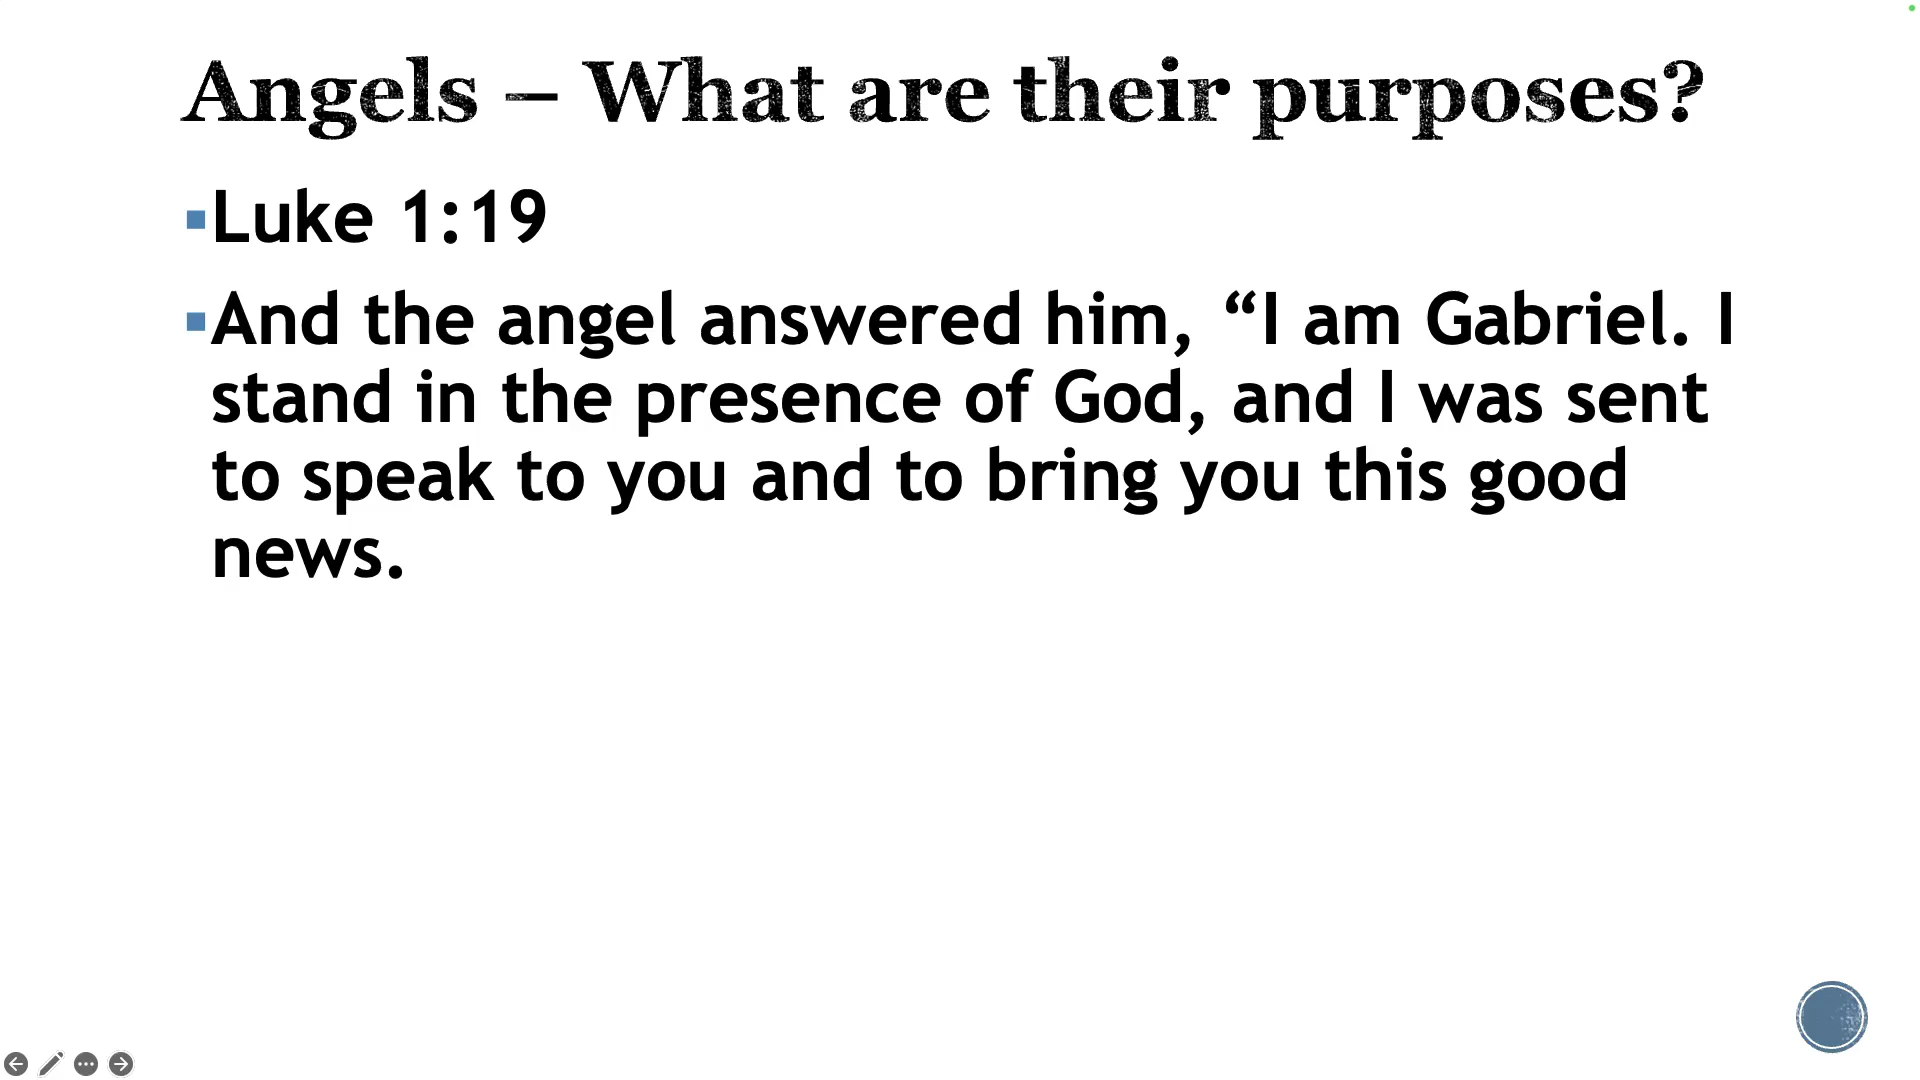 Angels – What are their purposes?
▪Luke 1:19
▪And the angel answered him, “I am Gabriel. I
stand in the presence of God, and I was sent
to speak to you and to bring you this good
news.